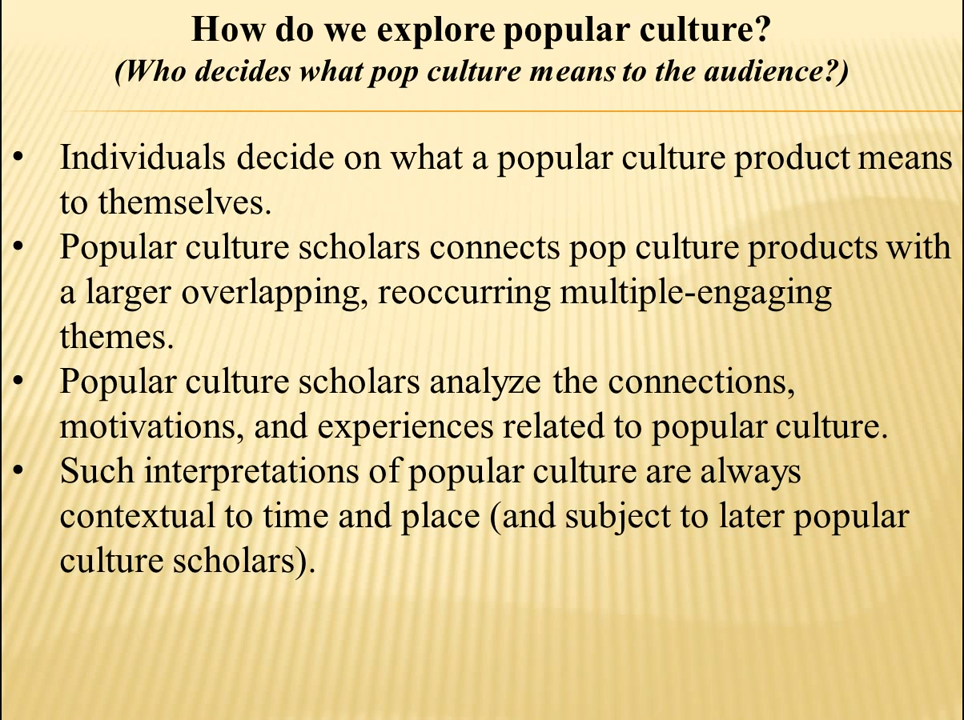 How do we explore popular culture?
(Who decides what pop culture means to the audience?)
• Individuals decide on what a popular culture product means
to themselves.
• Popular culture scholars connects pop culture products with
a larger overlapping, reoccurring multiple-engaging
themes.
• Popular culture scholars analyze the connections,
motivations, and experiences related to popular culture.
• Such interpretations of popular culture are always
contextual to time and place (and subject to later popular
culture scholars).